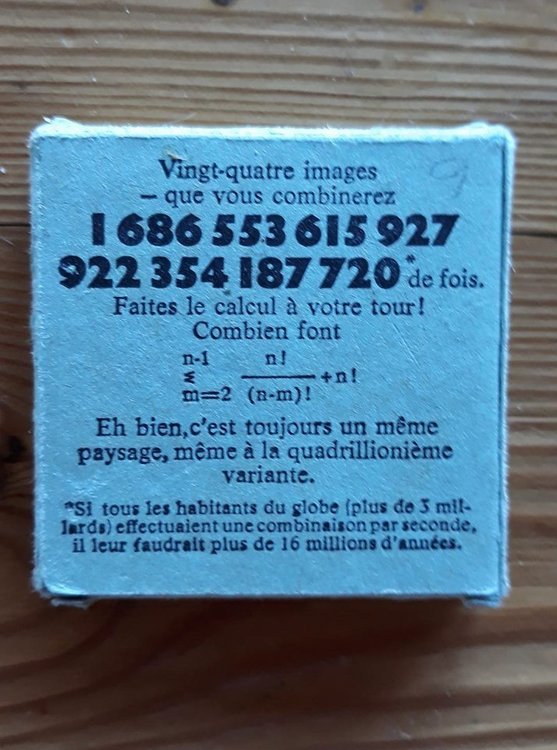 Vingt-quatre images
– que vous combinerez
1 686 553 615 927
922 354 187 720* de fois.
Faites le calcul à votre tour!
Combien font
n-1 n!
≤ ——— +n!
m=2 (n-m)!
Eh bien,c'est toujours un même
paysage, même à la quadrillionième
variante.
*Si tous les habitants du globe (plus de 3 mil-
lards) effectuaient une combinaison par seconde,
il leur faudrait plus de 16 millions d'années.